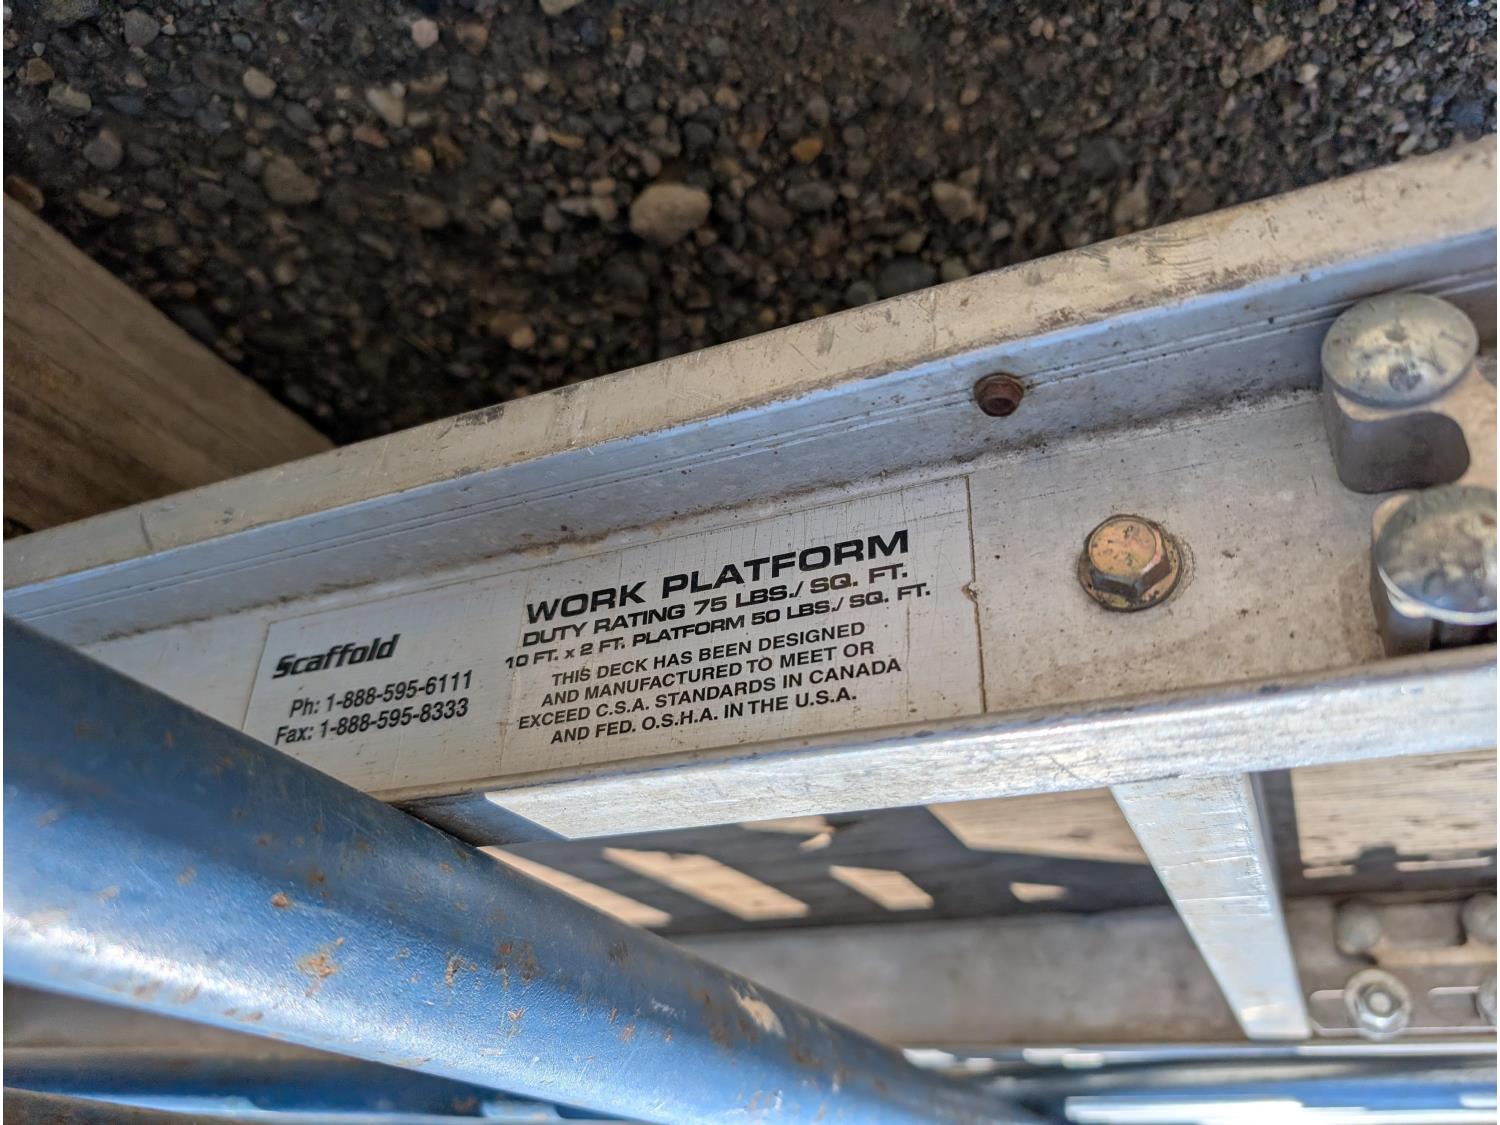 Scaffold
Ph: 1-888-595-6111
Fax: 1-888-595-8333
WORK PLATFORM
DUTY RATING 75 LBS./ SQ. FT.
10 FT. x 2 FT. PLATFORM 50 LBS./ SQ. FT.
THIS DECK HAS BEEN DESIGNED
AND MANUFACTURED TO MEET OR
EXCEED C.S.A. STANDARDS IN CANADA
AND FED. O.S.H.A. IN THE U.S.A.